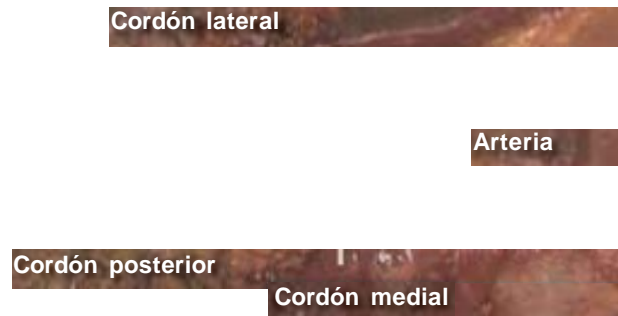 Cordón lateral
Arteria
Cordón posterior
Cordón medial